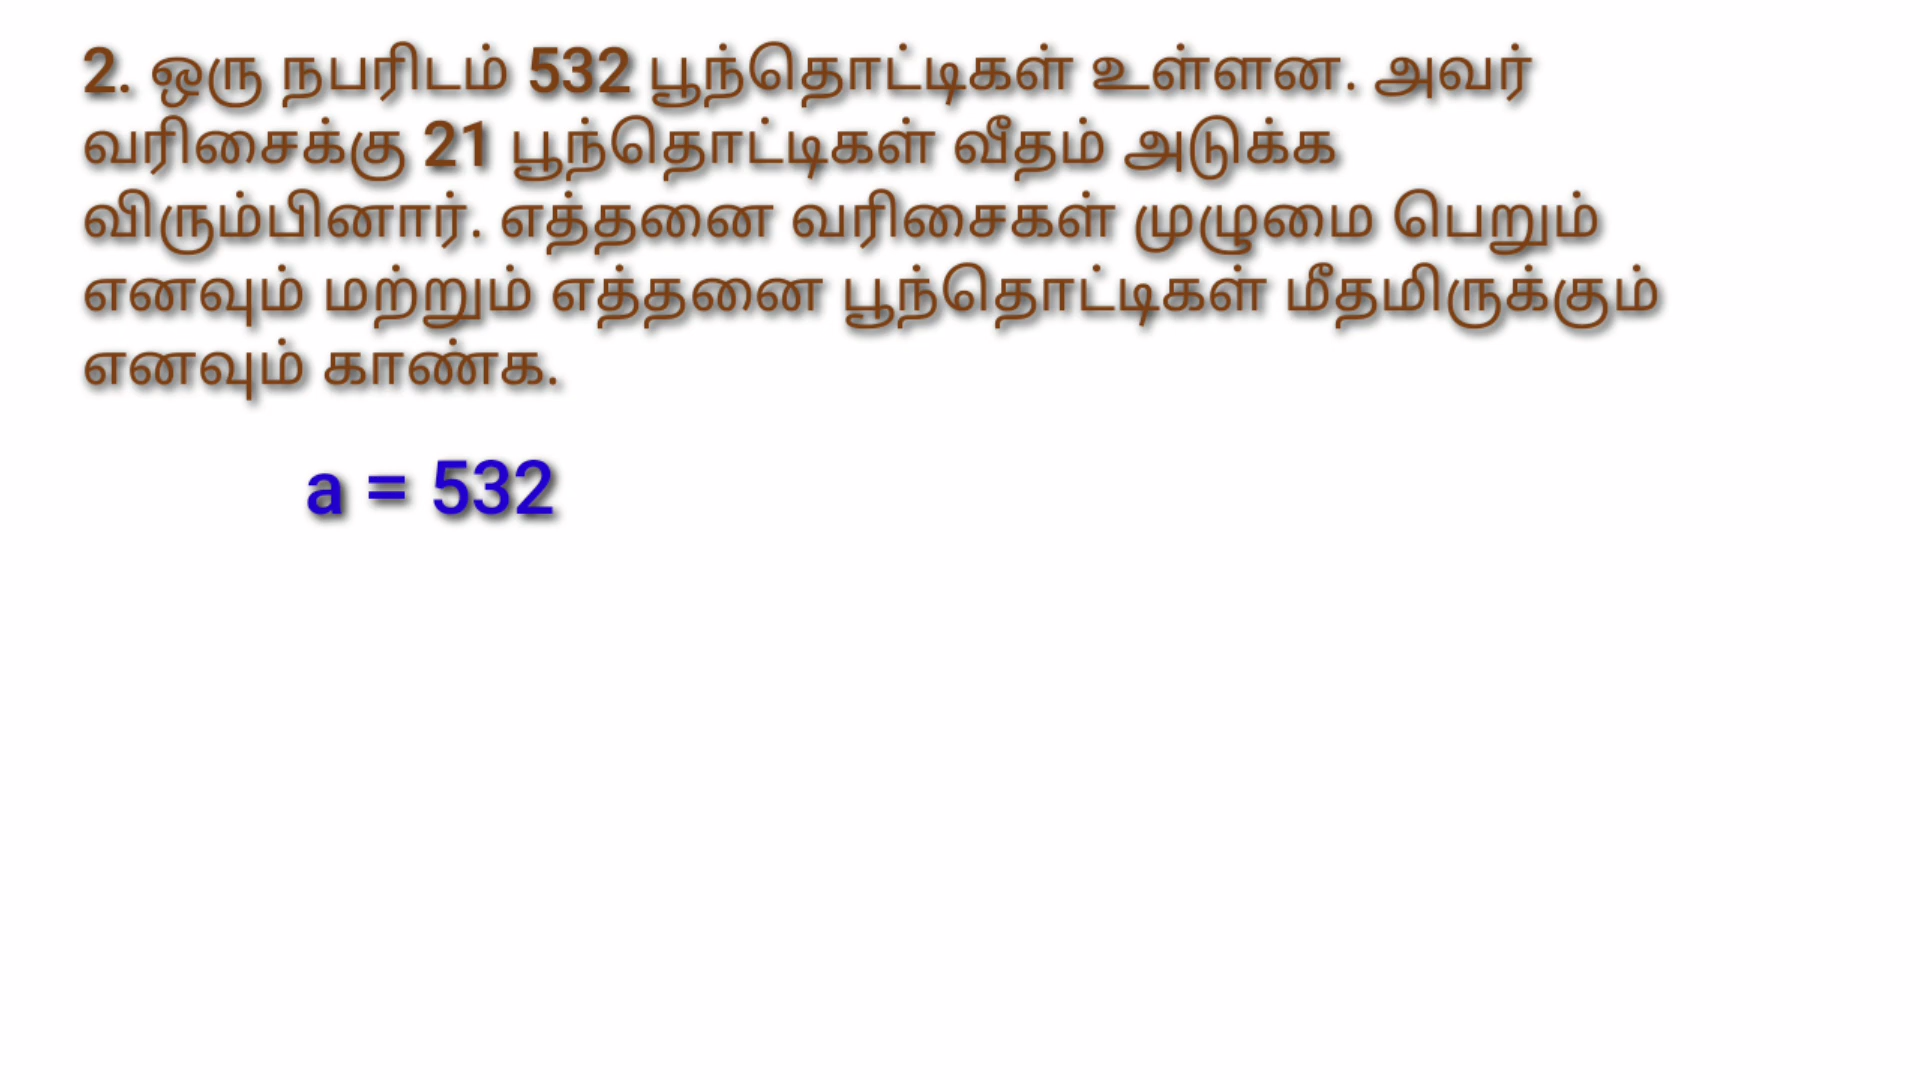 2. ஒரு நபரிடம் 532 பூந்தொட்டிகள் உள்ளன. அவர்
வரிசைக்கு 21 பூந்தொட்டிகள் வீதம் அடுக்க
விரும்பினார். எத்தனை வரிசைகள் முழுமை பெறும்
எனவும் மற்றும் எத்தனை பூந்தொட்டிகள் மீதமிருக்கும்
எனவும் காண்க.
a = 532